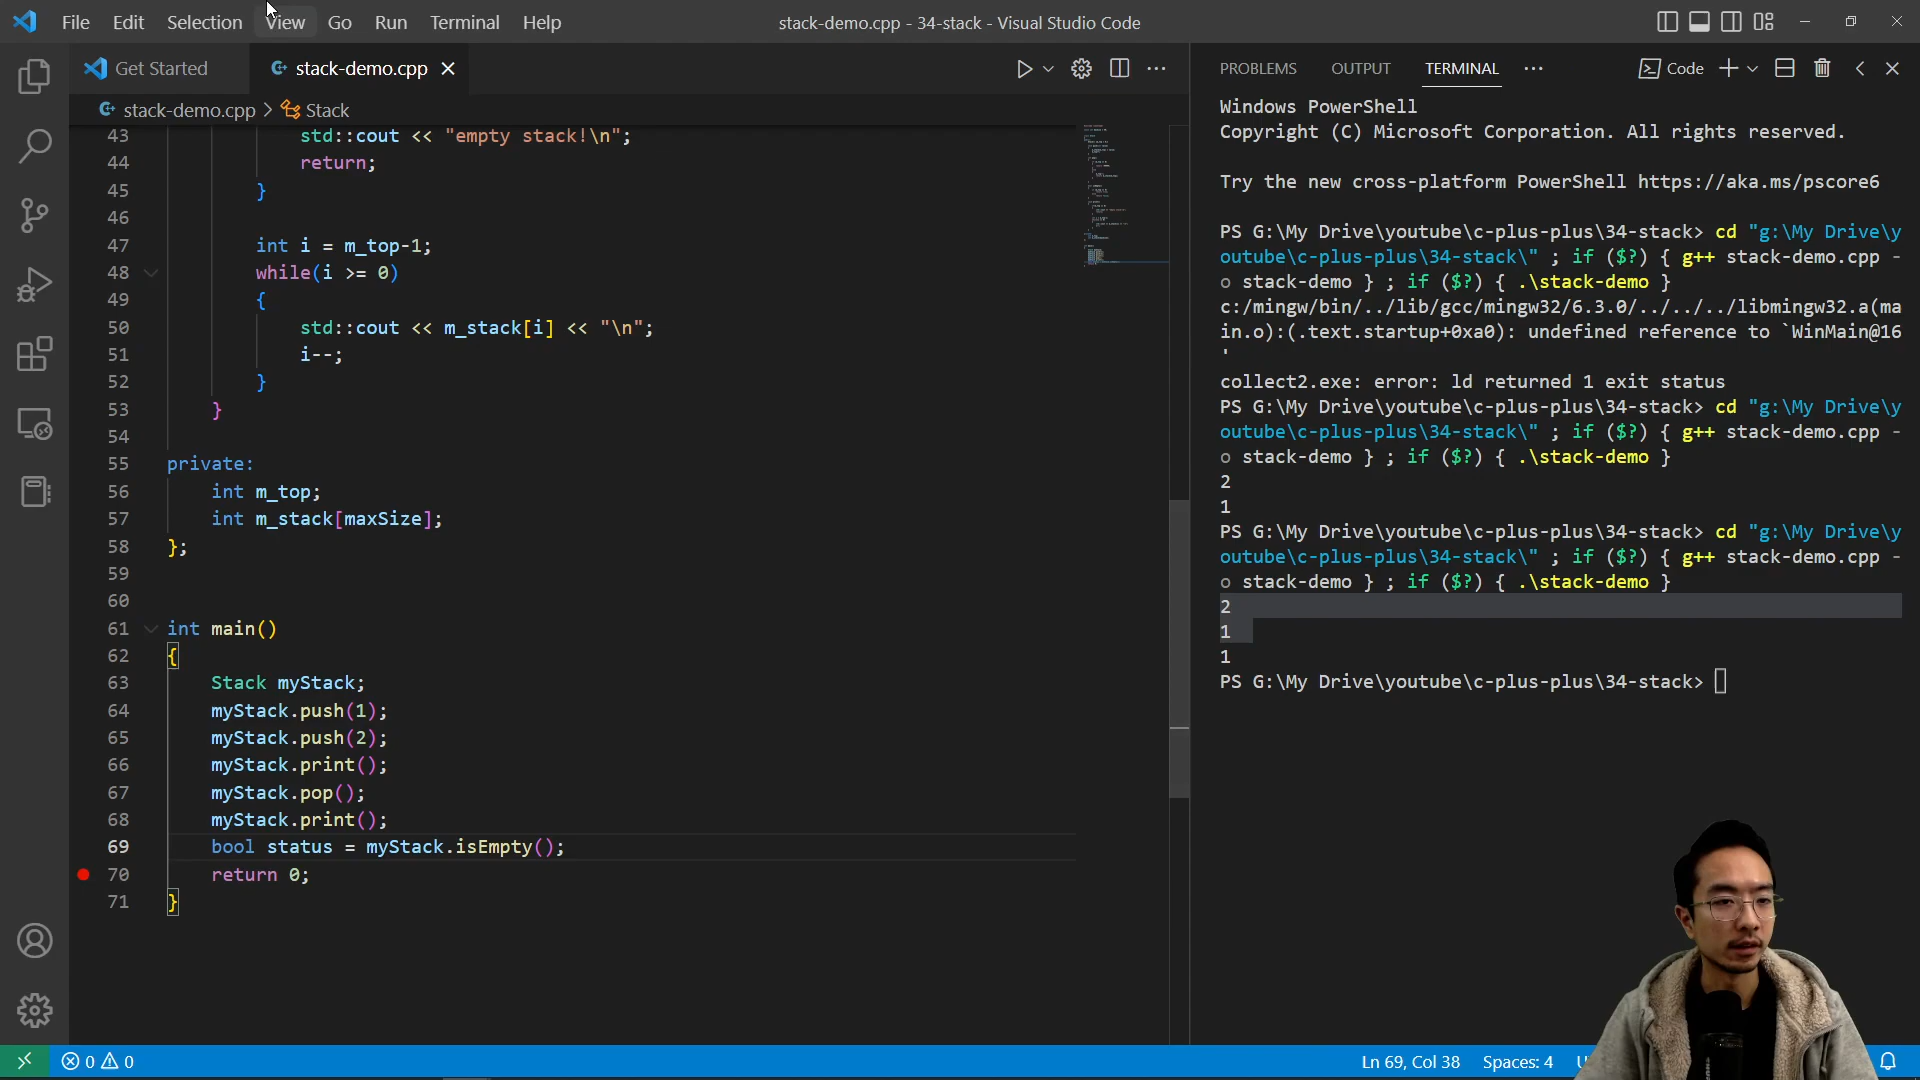 File Edit Selection View Go Run Terminal Help
stack-demo.cpp - 34-stack - Visual Studio Code
Get Started
stack-demo.cpp
stack-demo.cpp > Stack
43 std::cout << "empty stack!\n";
44 return;
45 }
46
47 int i = m_top-1;
48 while(i >= 0)
49 {
50 std::cout << m_stack[i] << "\n";
51 i--;
52 }
53 }
54
55 private:
56 int m_top;
57 int m_stack[maxSize];
58 };
59
60
61 int main()
62 {
63 Stack myStack;
64 myStack.push(1);
65 myStack.push(2);
66 myStack.print();
67 myStack.pop();
68 myStack.print();
69 bool status = myStack.isEmpty();
70 return 0;
71 }
PROBLEMS OUTPUT TERMINAL ... Code
Windows PowerShell
Copyright (C) Microsoft Corporation. All rights reserved.
Try the new cross-platform PowerShell https://aka.ms/pscore6
PS G:\My Drive\youtube\c-plus-plus\34-stack> cd "g:\My Drive\y
outube\c-plus-plus\34-stack\" ; if ($?) { g++ stack-demo.cpp -
o stack-demo } ; if ($?) { .\stack-demo }
c:/mingw/bin/../lib/gcc/mingw32/6.3.0/../../../libmingw32.a(ma
in.o):(.text.startup+0xa0): undefined reference to `WinMain@16
'
collect2.exe: error: ld returned 1 exit status
PS G:\My Drive\youtube\c-plus-plus\34-stack> cd "g:\My Drive\y
outube\c-plus-plus\34-stack\" ; if ($?) { g++ stack-demo.cpp -
o stack-demo } ; if ($?) { .\stack-demo }
2
1
PS G:\My Drive\youtube\c-plus-plus\34-stack> cd "g:\My Drive\y
outube\c-plus-plus\34-stack\" ; if ($?) { g++ stack-demo.cpp -
o stack-demo } ; if ($?) { .\stack-demo }
2
1
1
PS G:\My Drive\youtube\c-plus-plus\34-stack>
0 0
Ln 69, Col 38 Spaces: 4